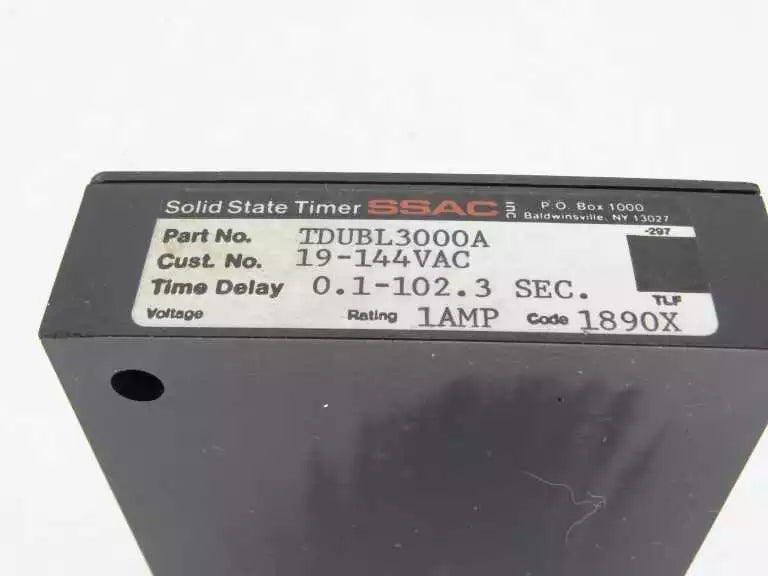 Solid State Timer SSAC INC P.O. Box 1000
Baldwinsville, NY 13027
Part No. TDUBL3000A -297
Cust. No. 19-144VAC
Time Delay 0.1-102.3 SEC. TLF
Voltage Rating 1AMP Code 1890X